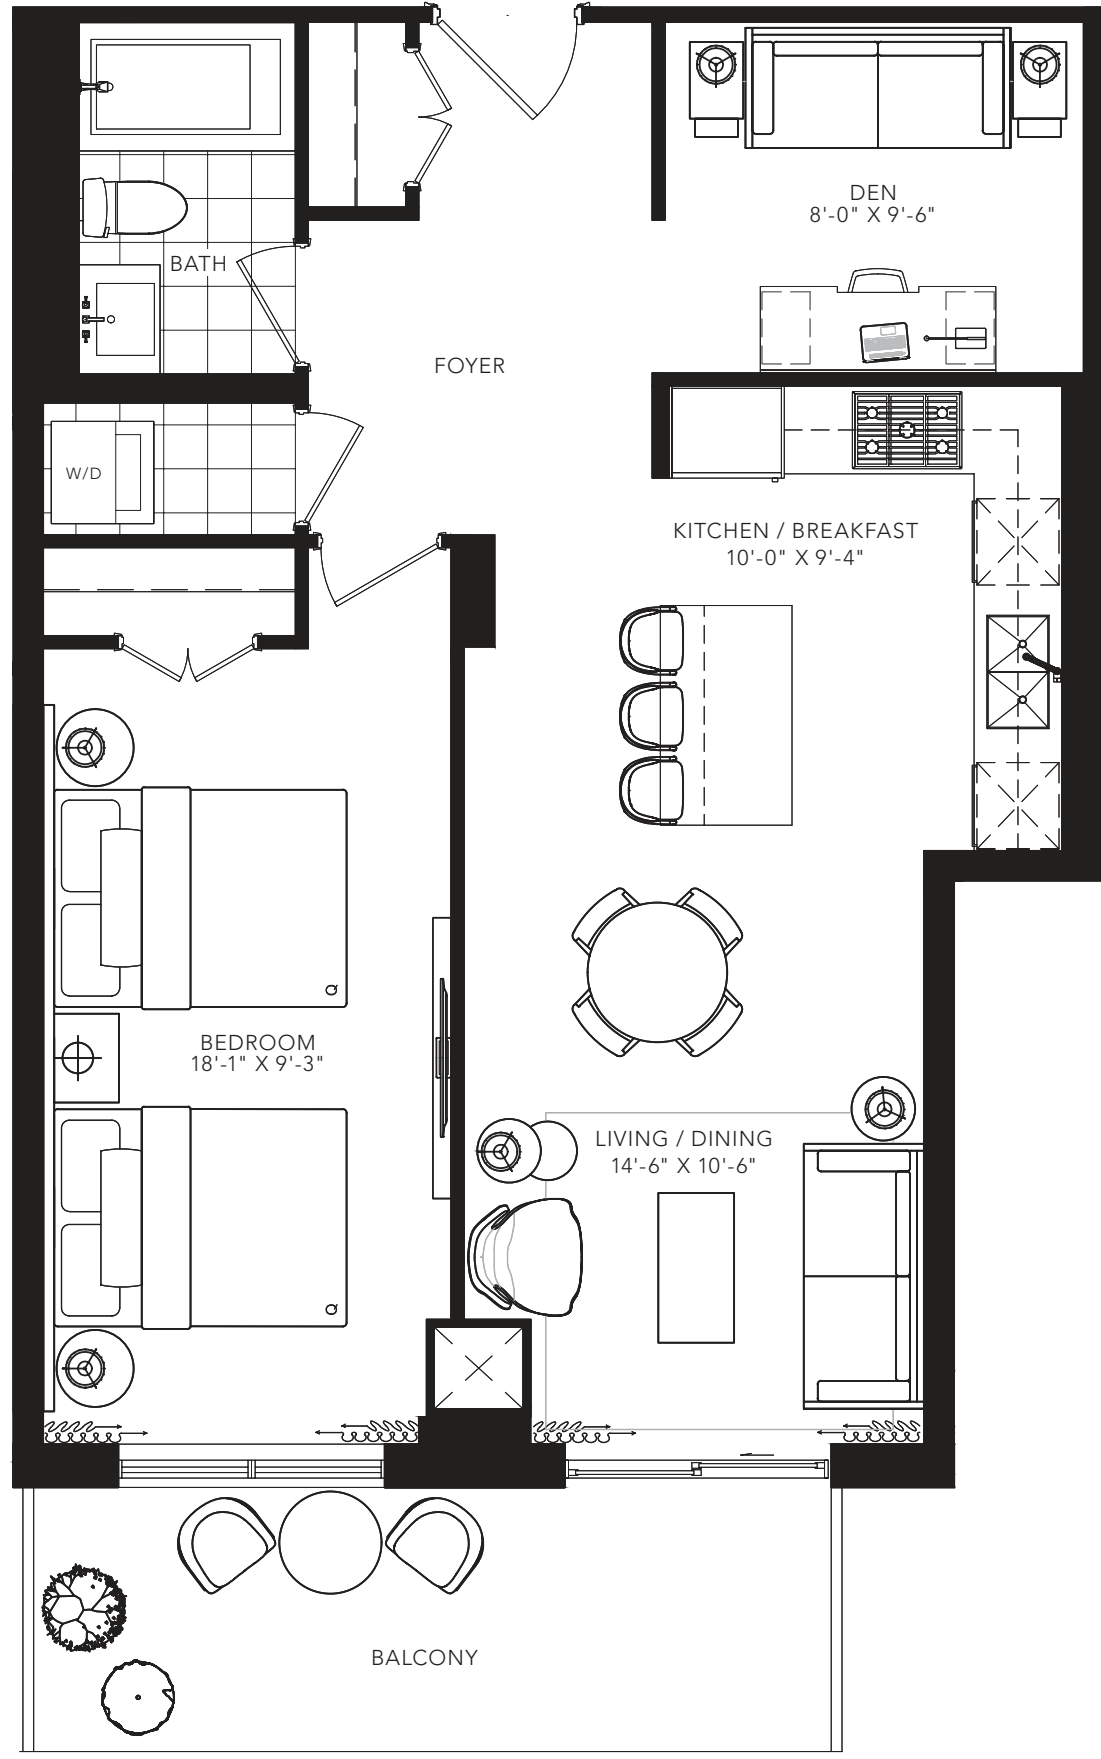 DEN
8'-0" X 9'-6"
BATH
FOYER
W/D
KITCHEN / BREAKFAST
10'-0" X 9'-4"
Q
BEDROOM
18'-1" X 9'-3"
LIVING / DINING
14'-6" X 10'-6"
Q
BALCONY